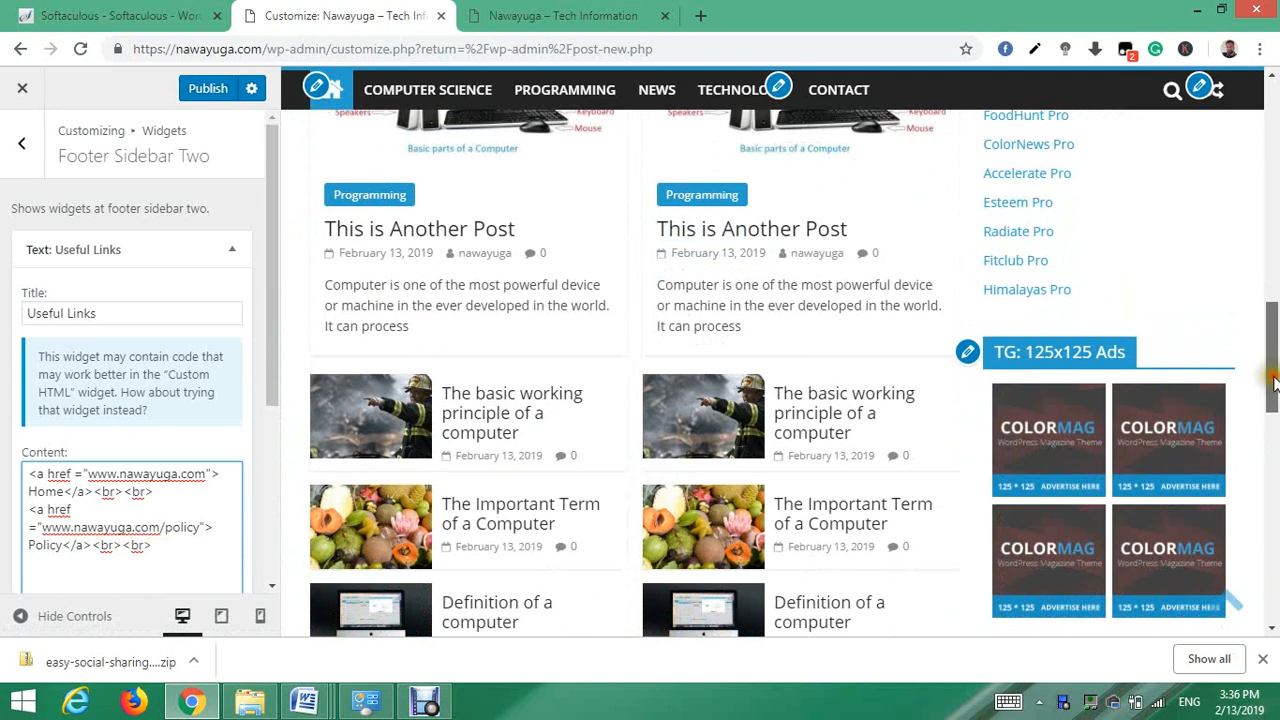 Softaculous - Softaculous - Wor
Customize: Nawayuga – Tech Inf
Nawayuga – Tech Information
https://nawayuga.com/wp-admin/customize.php?return=%2Fwp-admin%2Fpost-new.php
2
Publish
COMPUTER SCIENCE
PROGRAMMING
NEWS
TECHNOLO
CONTACT
Customizing • Widgets
Footer Sidebar Two
Shows widgets at footer sidebar two.
Text: Useful Links
Title:
Useful Links
This widget may contain code that
may work better in the “Custom
HTML” widget. How about trying
that widget instead?
Content:
<a href ="www.nawayuga.com">
Home</a><br><br>
<a href
="www.nawayuga.com/policy">
Policy</a><br><br>
Hide Controls
Speakers
Keyboard
Mouse
Basic parts of a Computer
Programming
This is Another Post
February 13, 2019 nawayuga 0
Computer is one of the most powerful device
or machine in the ever developed in the world.
It can process
The basic working
principle of a
computer
February 13, 2019 0
The Important Term
of a Computer
February 13, 2019 0
Definition of a
computer
Speakers
Keyboard
Mouse
Basic parts of a Computer
Programming
This is Another Post
February 13, 2019 nawayuga 0
Computer is one of the most powerful device
or machine in the ever developed in the world.
It can process
The basic working
principle of a
computer
February 13, 2019 0
The Important Term
of a Computer
February 13, 2019 0
Definition of a
computer
FoodHunt Pro
ColorNews Pro
Accelerate Pro
Esteem Pro
Radiate Pro
Fitclub Pro
Himalayas Pro
TG: 125x125 Ads
COLORMAG
WordPress Magazine Theme
125 * 125 ADVERTISE HERE
COLORMAG
WordPress Magazine Theme
125 * 125 ADVERTISE HERE
COLORMAG
WordPress Magazine Theme
125 * 125 ADVERTISE HERE
COLORMAG
WordPress Magazine Theme
125 * 125 ADVERTISE HERE
easy-social-sharing....zip
Show all
ENG
3:36 PM
2/13/2019